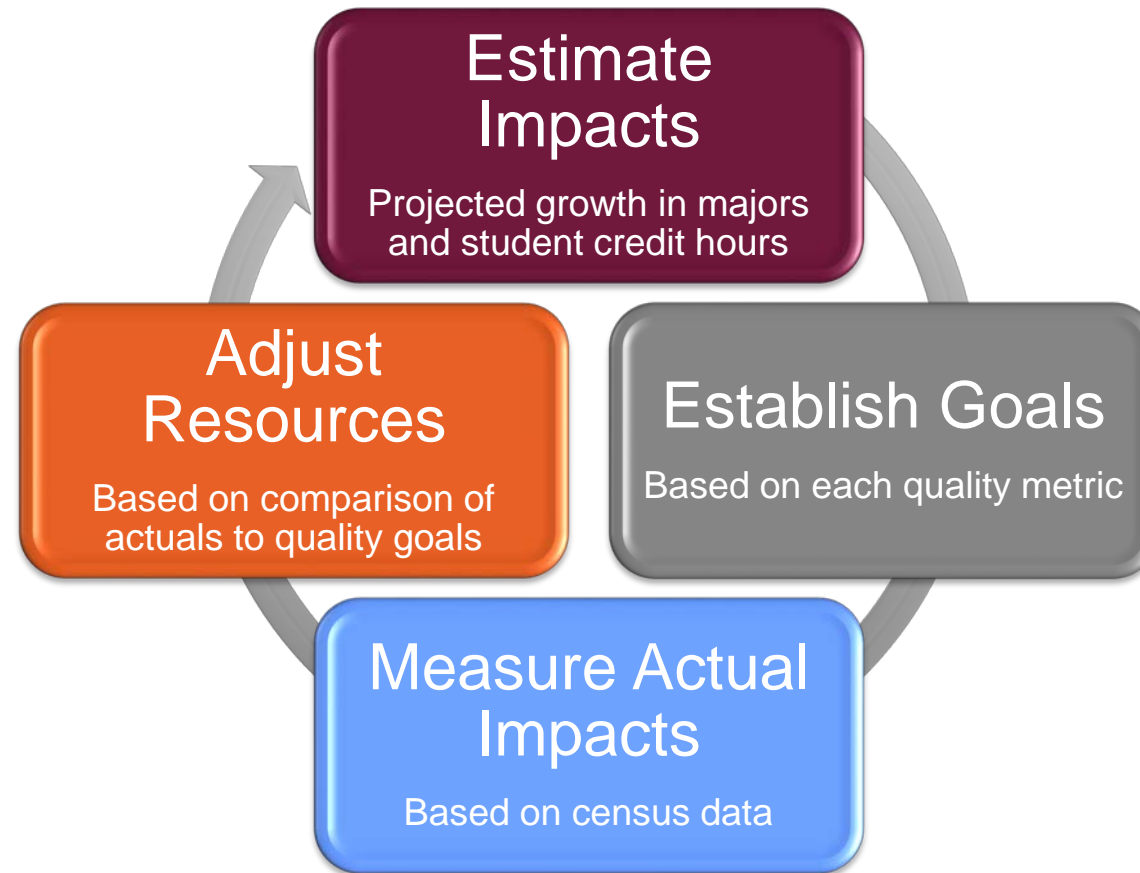 Estimate
Impacts
Projected growth in majors
and student credit hours
Adjust
Resources
Based on comparison of
actuals to quality goals
Establish Goals
Based on each quality metric
Measure Actual
Impacts
Based on census data